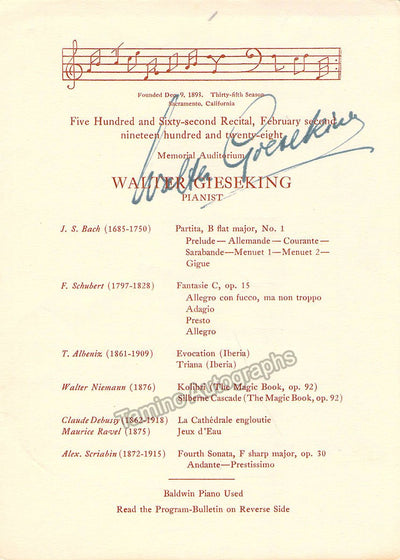 SATURDAY
Founded Dec. 9, 1893. Thirty-fifth Season
Sacramento, California
Five Hundred and Sixty-second Recital, February second
nineteen hundred and twenty-eight
Memorial Auditorium
Walter Gieseking
WALTER GIESEKING
PIANIST
J. S. Bach (1685-1750) Partita, B flat major, No. 1
Prelude — Allemande — Courante —
Sarabande — Menuet 1 — Menuet 2 —
Gigue
F. Schubert (1797-1828) Fantasie C, op. 15
Allegro con fucco, ma non troppo
Adagio
Presto
Allegro
T. Albeniz (1861-1909) Evocation (Iberia)
Triana (Iberia)
Walter Niemann (1876) Kolibri (The Magic Book, op. 92)
Silberne Cascade (The Magic Book, op. 92)
Tamino Autographs
Claude Debussy (1862-1918) La Cathédrale engloutie
Maurice Ravel (1875) Jeux d'Eau
Alex. Scriabin (1872-1915) Fourth Sonata, F sharp major, op. 30
Andante — Prestissimo
Baldwin Piano Used
Read the Program-Bulletin on Reverse Side